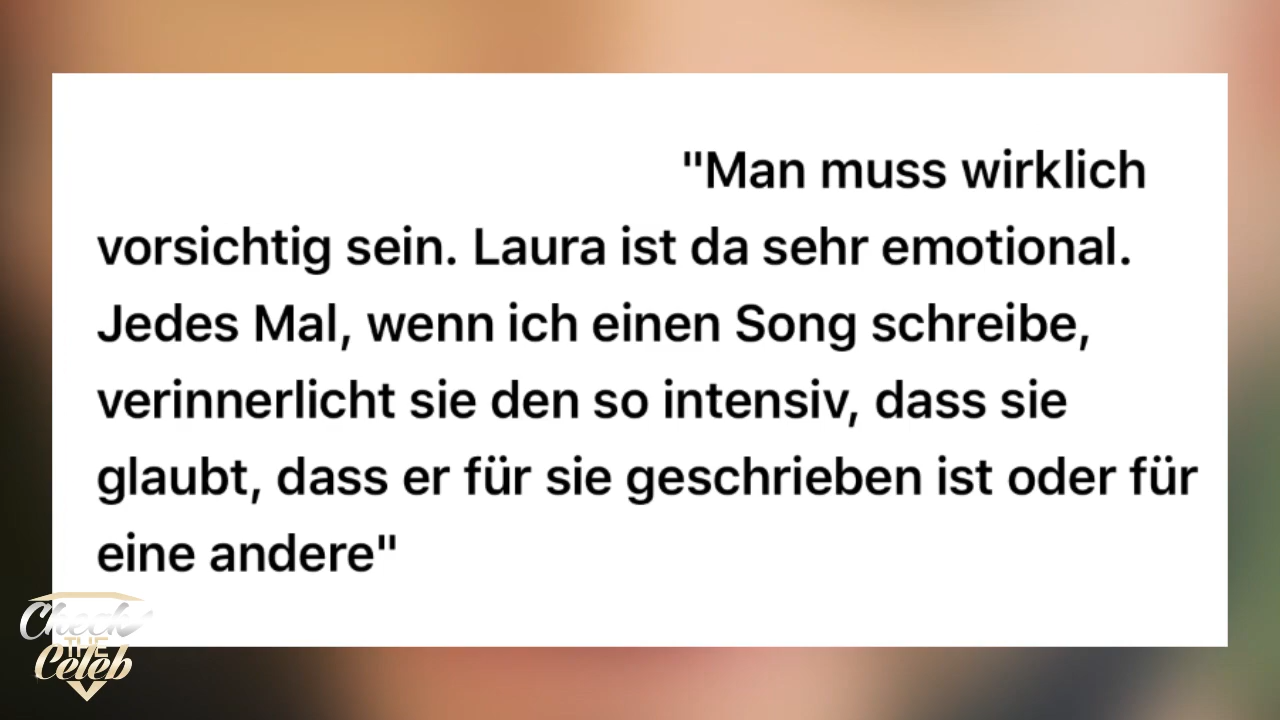 "Man muss wirklich
vorsichtig sein. Laura ist da sehr emotional.
Jedes Mal, wenn ich einen Song schreibe,
verinnerlicht sie den so intensiv, dass sie
glaubt, dass er für sie geschrieben ist oder für
eine andere"
Check
THE
Celeb